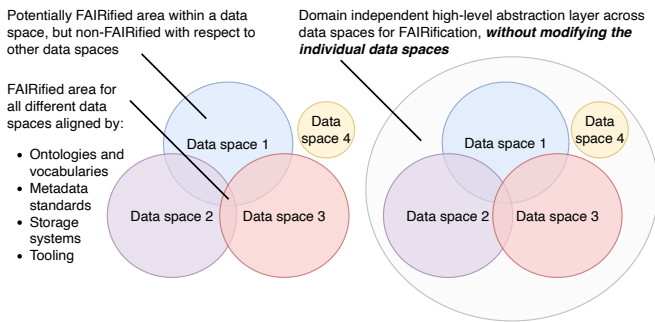 Potentially FAIRified area within a data
space, but non-FAIRified with respect to
other data spaces
FAIRified area for
all different data
spaces aligned by:
• Ontologies and
vocabularies
• Metadata
standards
• Storage
systems
• Tooling
Data space 1
Data
space 4
Data space 2
Data space 3
Domain independent high-level abstraction layer across
data spaces for FAIRification, without modifying the
individual data spaces
Data
space 1
Data
space 4
Data space 2
Data space 3